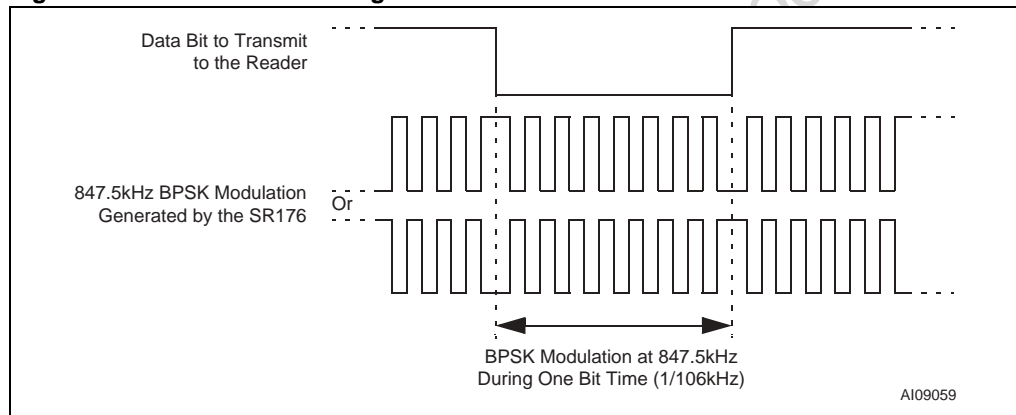 Data Bit to Transmit
to the Reader
847.5kHz BPSK Modulation
Generated by the SR176
Or
BPSK Modulation at 847.5kHz
During One Bit Time (1/106kHz)
AI09059